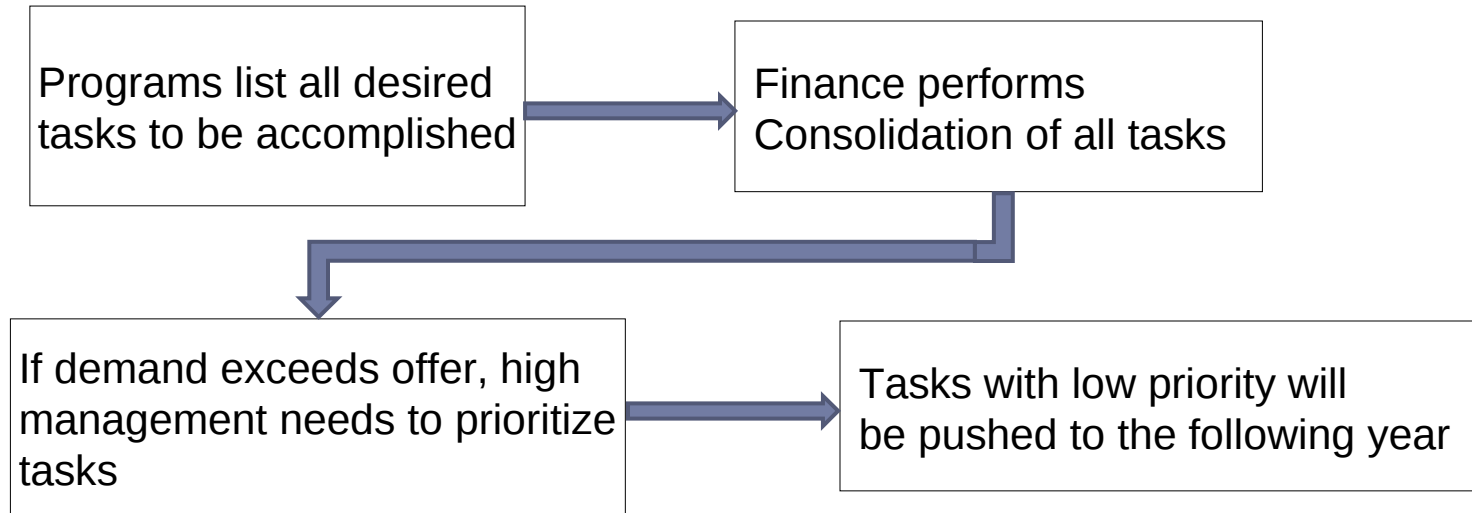 Programs list all desired
tasks to be accomplished
Finance performs
Consolidation of all tasks
If demand exceeds offer, high
management needs to prioritize
tasks
Tasks with low priority will
be pushed to the following year